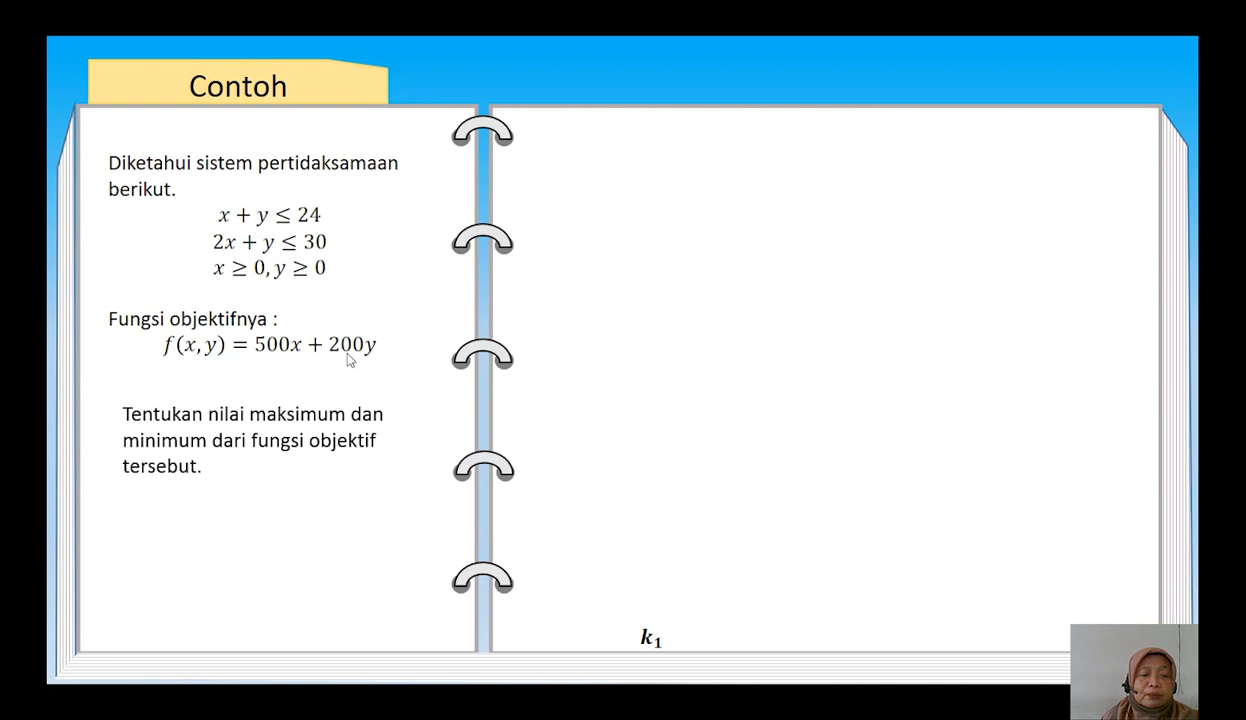 Contoh
Diketahui sistem pertidaksamaan
berikut.
x + y ≤ 24
2x + y ≤ 30
x ≥ 0, y ≥ 0
Fungsi objektifnya :
f(x, y) = 500x + 200y
Tentukan nilai maksimum dan
minimum dari fungsi objektif
tersebut.
k₁